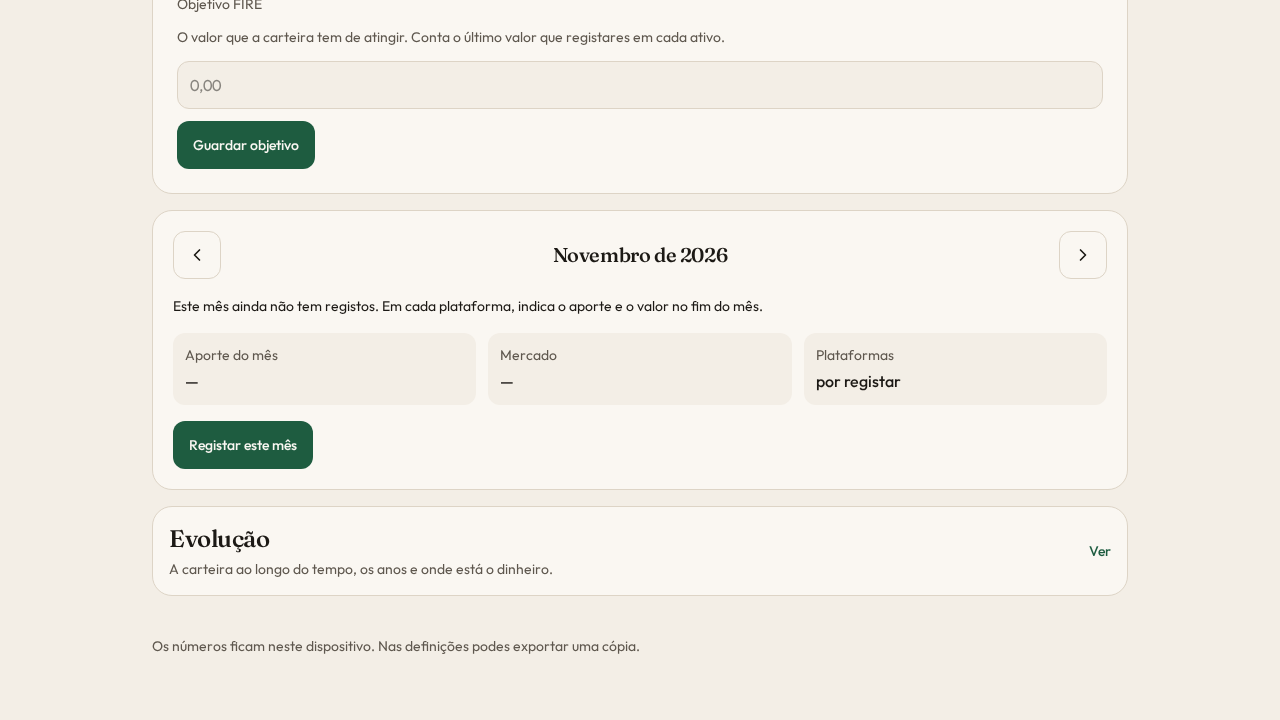 Objetivo FIRE
O valor que a carteira tem de atingir. Conta o último valor que registares em cada ativo.
0,00
Guardar objetivo
Novembro de 2026
Este mês ainda não tem registos. Em cada plataforma, indica o aporte e o valor no fim do mês.
Aporte do mês
—
Mercado
—
Plataformas
por registar
Registar este mês
Evolução
A carteira ao longo do tempo, os anos e onde está o dinheiro.
Ver
Os números ficam neste dispositivo. Nas definições podes exportar uma cópia.